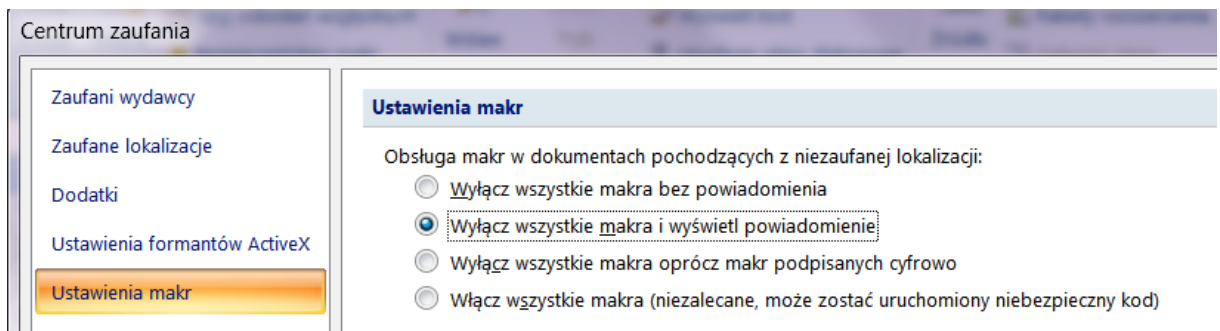 Centrum zaufania
Zaufani wydawcy
Zaufane lokalizacje
Dodatki
Ustawienia formantów ActiveX
Ustawienia makr
Ustawienia makr
Obsługa makr w dokumentach pochodzących z niezaufanej lokalizacji:
Wyłącz wszystkie makra bez powiadomienia
Wyłącz wszystkie makra i wyświetl powiadomienie
Wyłącz wszystkie makra oprócz makr podpisanych cyfrowo
Włącz wszystkie makra (niezalecane, może zostać uruchomiony niebezpieczny kod)